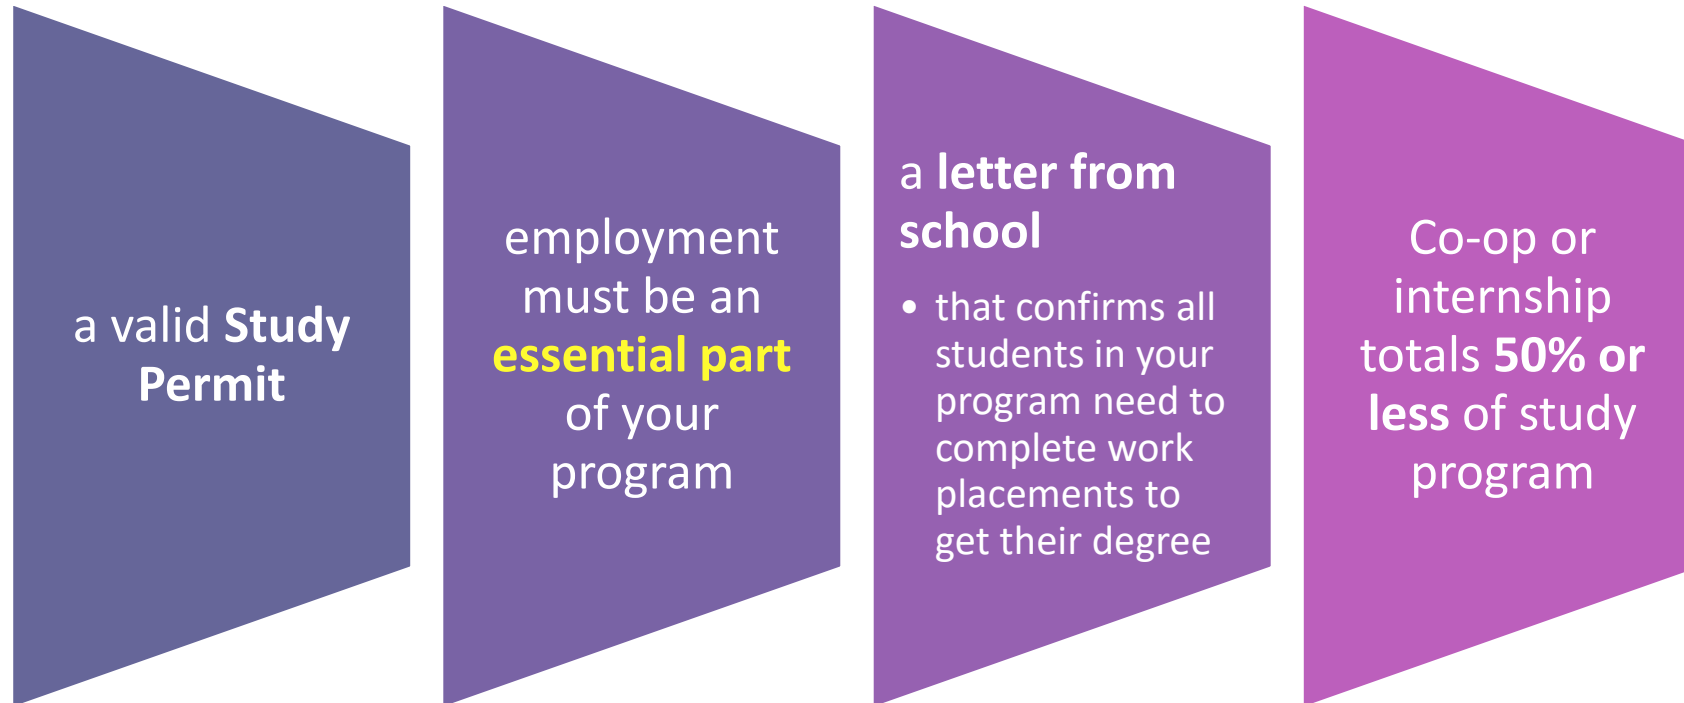 a valid Study
Permit
employment
must be an
essential part
of your
program
a letter from
school
• that confirms all
students in your
program need to
complete work
placements to
get their degree
Co-op or
internship
totals 50% or
less of study
program